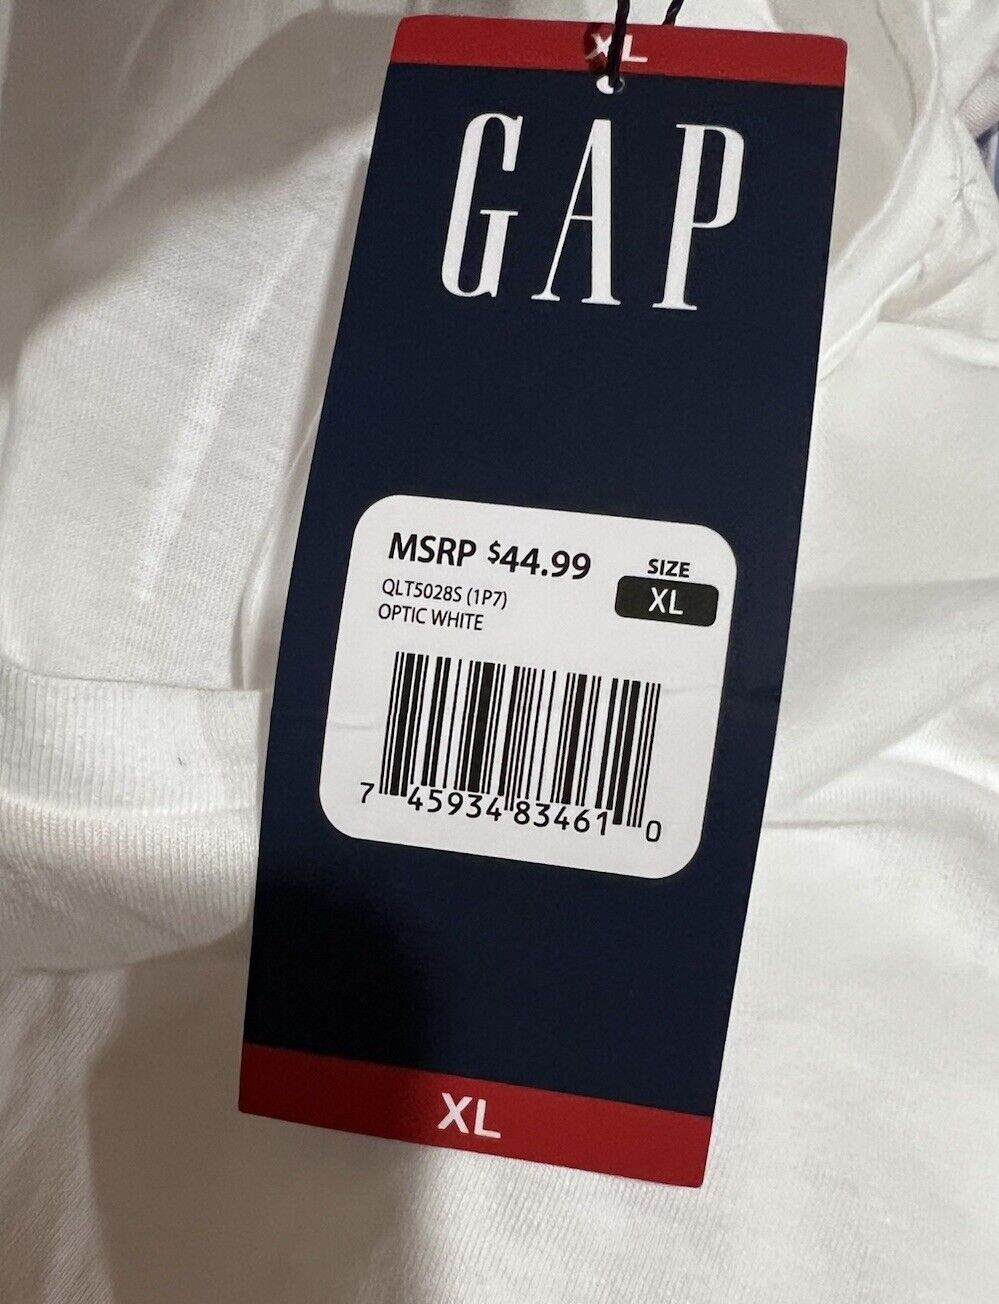 XL
GAP
MSRP $44.99
SIZE
QLT5028S (1P7)
XL
OPTIC WHITE
7 45934 83461 0
XL